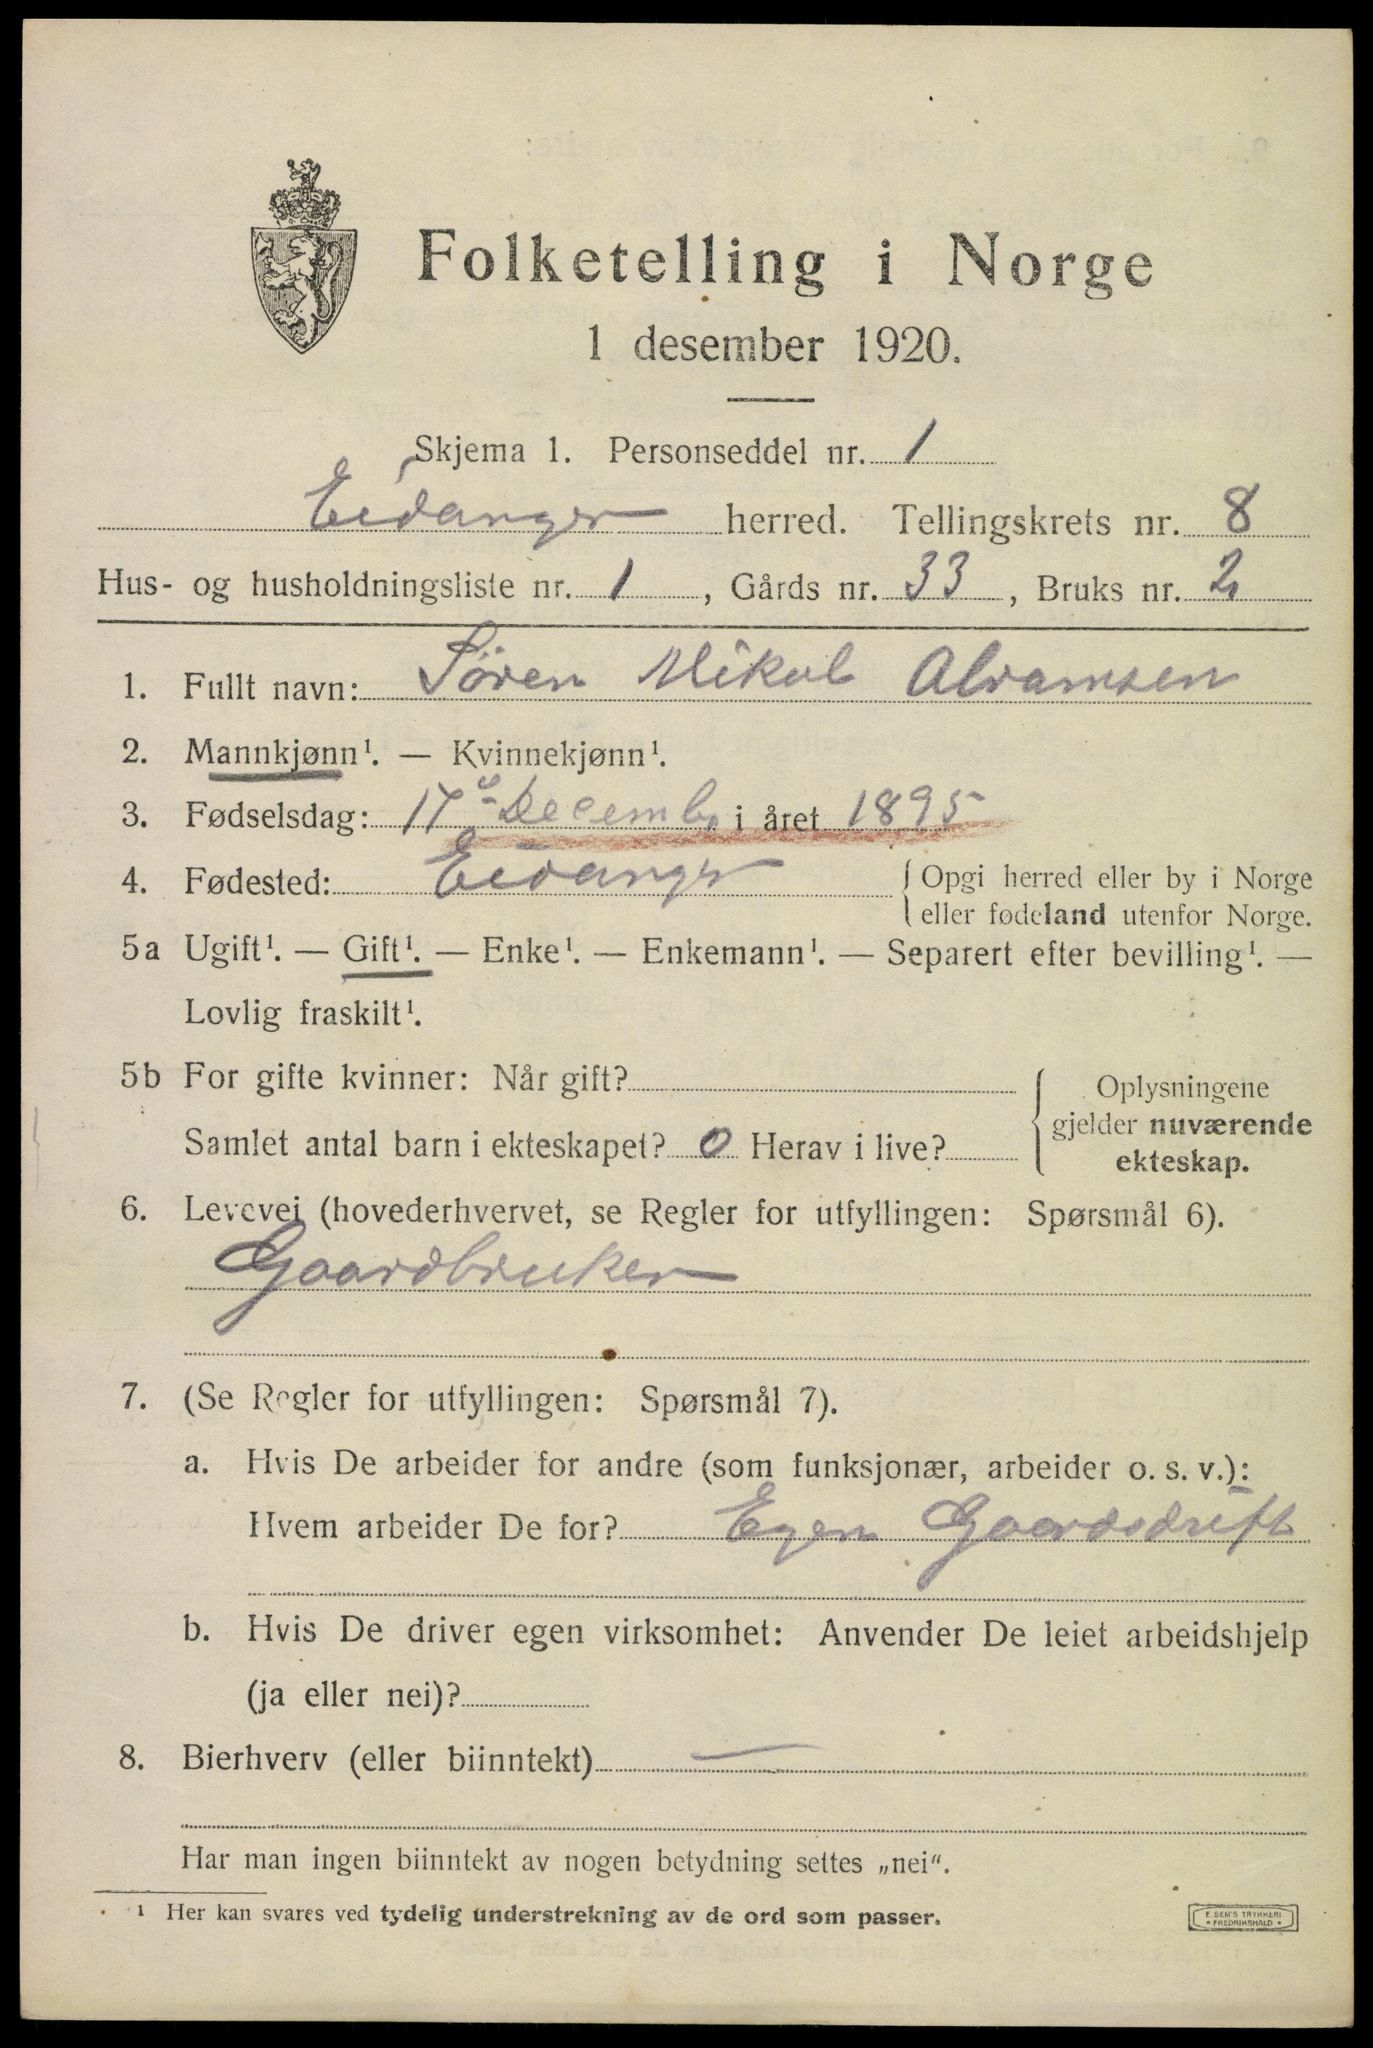 Folketelling i Norge
1 desember 1920.
Skjema 1. Personseddel nr. 1
Eidanger herred. Tellingskrets nr. 8
Hus- og husholdningsliste nr. 1, Gårds nr. 33, Bruks nr. 2
1. Fullt navn: Søren Mikal Abramsen
2. Mannkjønn¹. — Kvinnekjønn¹.
3. Fødselsdag: 17de Decembr i året 1895
4. Fødested: Eidanger {Opgi herred eller by i Norge
eller fødeland utenfor Norge.
5a Ugift¹. — Gift¹. — Enke¹. — Enkemann¹. — Separert efter bevilling¹. —
Lovlig fraskilt¹.
5b For gifte kvinner: Når gift?
Samlet antal barn i ekteskapet? 0 Herav i live?
{Oplysningene
gjelder nuværende
ekteskap.
6. Levevei (hovederhvervet, se Regler for utfyllingen: Spørsmål 6).
Gaardbruker
7. (Se Regler for utfyllingen: Spørsmål 7).
a. Hvis De arbeider for andre (som funksjonær, arbeider o. s. v.):
Hvem arbeider De for? Egen Gaardsdrift
b. Hvis De driver egen virksomhet: Anvender De leiet arbeidshjelp
(ja eller nei)?
8. Bierhverv (eller biinntekt) —
Har man ingen biinntekt av nogen betydning settes „nei“.
¹ Her kan svares ved tydelig understrekning av de ord som passer.
E. SEM'S TRYKKERI
• FREDRIKSHALD •